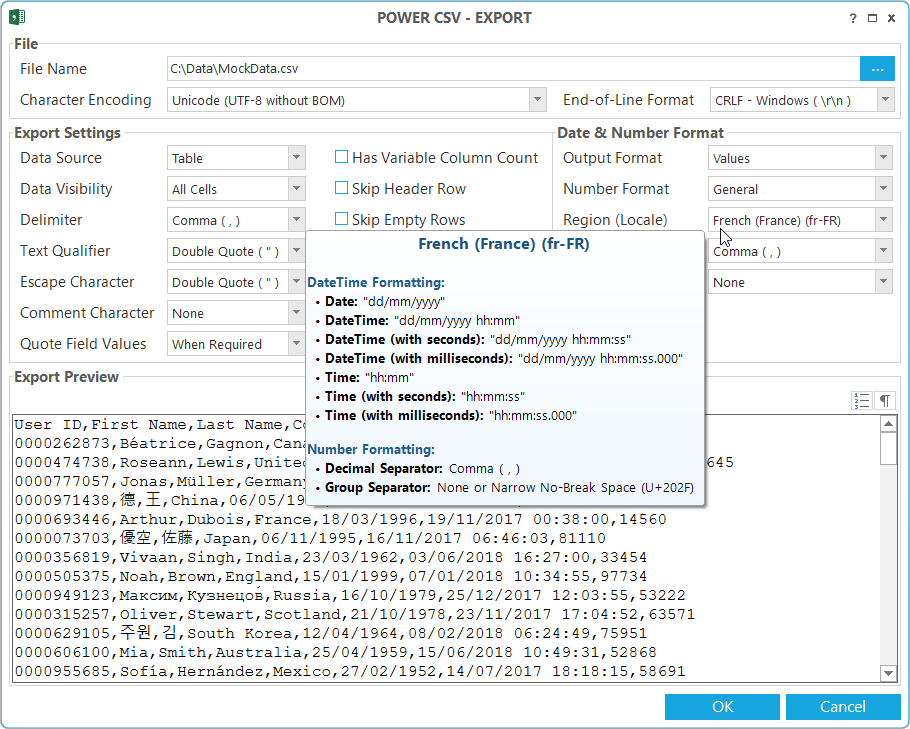 POWER CSV - EXPORT
?
File
File Name
C:\Data\MockData.csv
...
Character Encoding
Unicode (UTF-8 without BOM)
End-of-Line Format
CRLF - Windows ( \r\n )
Export Settings
Data Source
Table
Data Visibility
All Cells
Delimiter
Comma ( , )
Text Qualifier
Double Quote ( " )
Escape Character
Double Quote ( " )
Comment Character
None
Quote Field Values
When Required
Has Variable Column Count
Skip Header Row
Skip Empty Rows
Date & Number Format
Output Format
Values
Number Format
General
Region (Locale)
French (France) (fr-FR)
Comma ( , )
None
French (France) (fr-FR)
DateTime Formatting:
• Date: "dd/mm/yyyy"
• DateTime: "dd/mm/yyyy hh:mm"
• DateTime (with seconds): "dd/mm/yyyy hh:mm:ss"
• DateTime (with milliseconds): "dd/mm/yyyy hh:mm:ss.000"
• Time: "hh:mm"
• Time (with seconds): "hh:mm:ss"
• Time (with milliseconds): "hh:mm:ss.000"
Number Formatting:
• Decimal Separator: Comma ( , )
• Group Separator: None or Narrow No-Break Space (U+202F)
Export Preview
1 2 3
¶
User ID,First Name,Last Name,Co
0000262873,Béatrice,Gagnon,Cana
0000474738,Roseann,Lewis,Unite 645
0000777057,Jonas,Müller,Germany
0000971438,德,王,China,06/05/19
0000693446,Arthur,Dubois,France,18/03/1996,19/11/2017 00:38:00,14560
0000073703,優空,佐藤,Japan,06/11/1995,16/11/2017 06:46:03,81110
0000356819,Vivaan,Singh,India,23/03/1962,03/06/2018 16:27:00,33454
0000505375,Noah,Brown,England,15/01/1999,07/01/2018 10:34:55,97734
0000949123,Максим,Кузнецов,Russia,16/10/1979,25/12/2017 12:03:55,53222
0000315257,Oliver,Stewart,Scotland,21/10/1978,23/11/2017 17:04:52,63571
0000629105,주원,김,South Korea,12/04/1964,08/02/2018 06:24:49,75951
0000606100,Mia,Smith,Australia,25/04/1959,15/06/2018 10:49:31,52868
0000955685,Sofía,Hernández,Mexico,27/02/1952,14/07/2017 18:18:15,58691
OK
Cancel